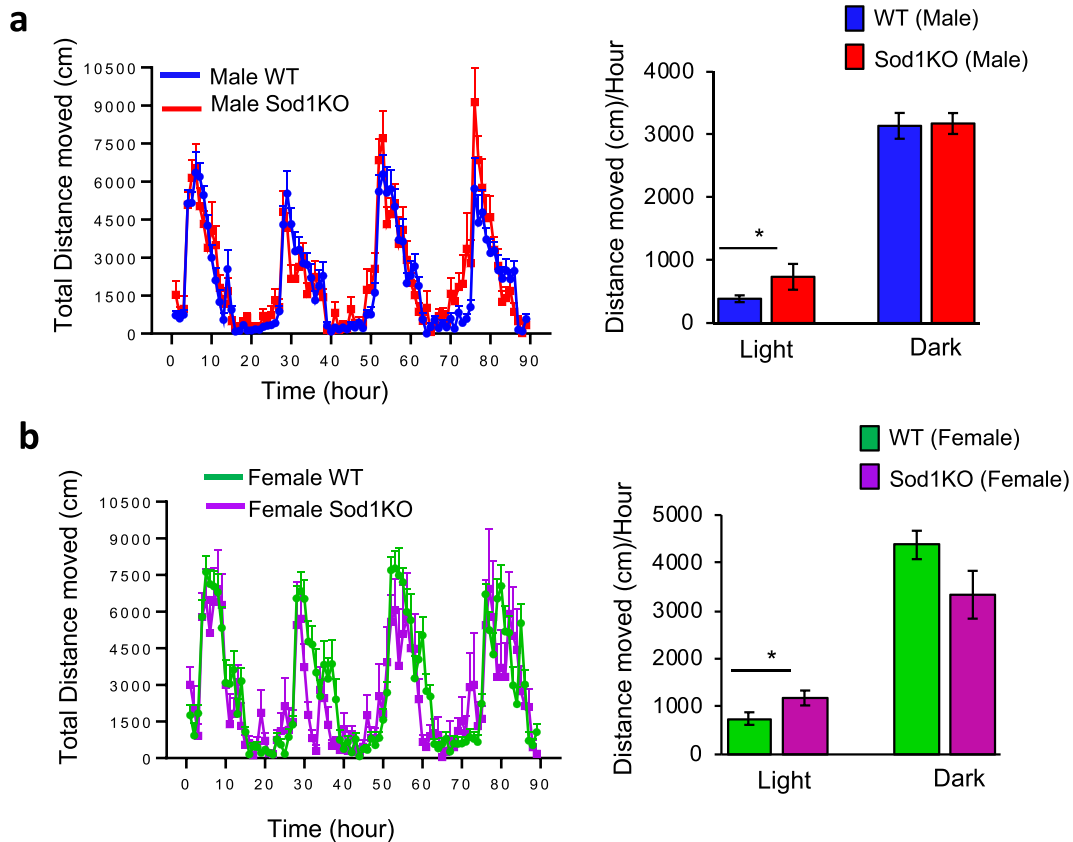 a
Male WT
Male Sod1KO
Total Distance moved (cm)
10500
9000
7500
6000
4500
3000
1500
0
0 10 20 30 40 50 60 70 80 90
Time (hour)
WT (Male)
Sod1KO (Male)
Distance moved (cm)/Hour
4000
3000
2000
1000
0
*
Light Dark
b
Female WT
Female Sod1KO
Total Distance moved (cm)
10500
9000
7500
6000
4500
3000
1500
0
0 10 20 30 40 50 60 70 80 90
Time (hour)
WT (Female)
Sod1KO (Female)
Distance moved (cm)/Hour
5000
4000
3000
2000
1000
0
*
Light Dark